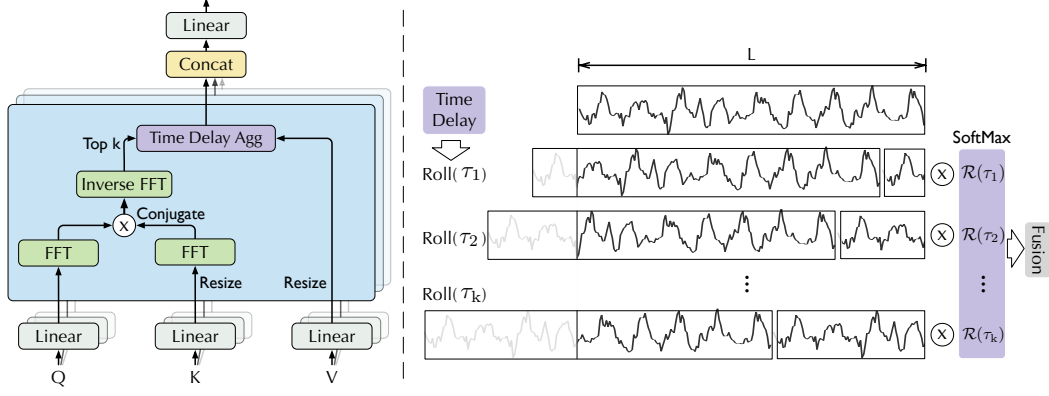 Linear
Concat
Time Delay Agg
Top k
Inverse FFT
x
Conjugate
FFT
FFT
Resize
Resize
Linear
Linear
Linear
Q
K
V
L
Time
Delay
SoftMax
Roll(τ₁)
x
R(τ₁)
Roll(τ₂)
x
R(τ₂)
Fusion
...
...
Roll(τₖ)
x
R(τₖ)